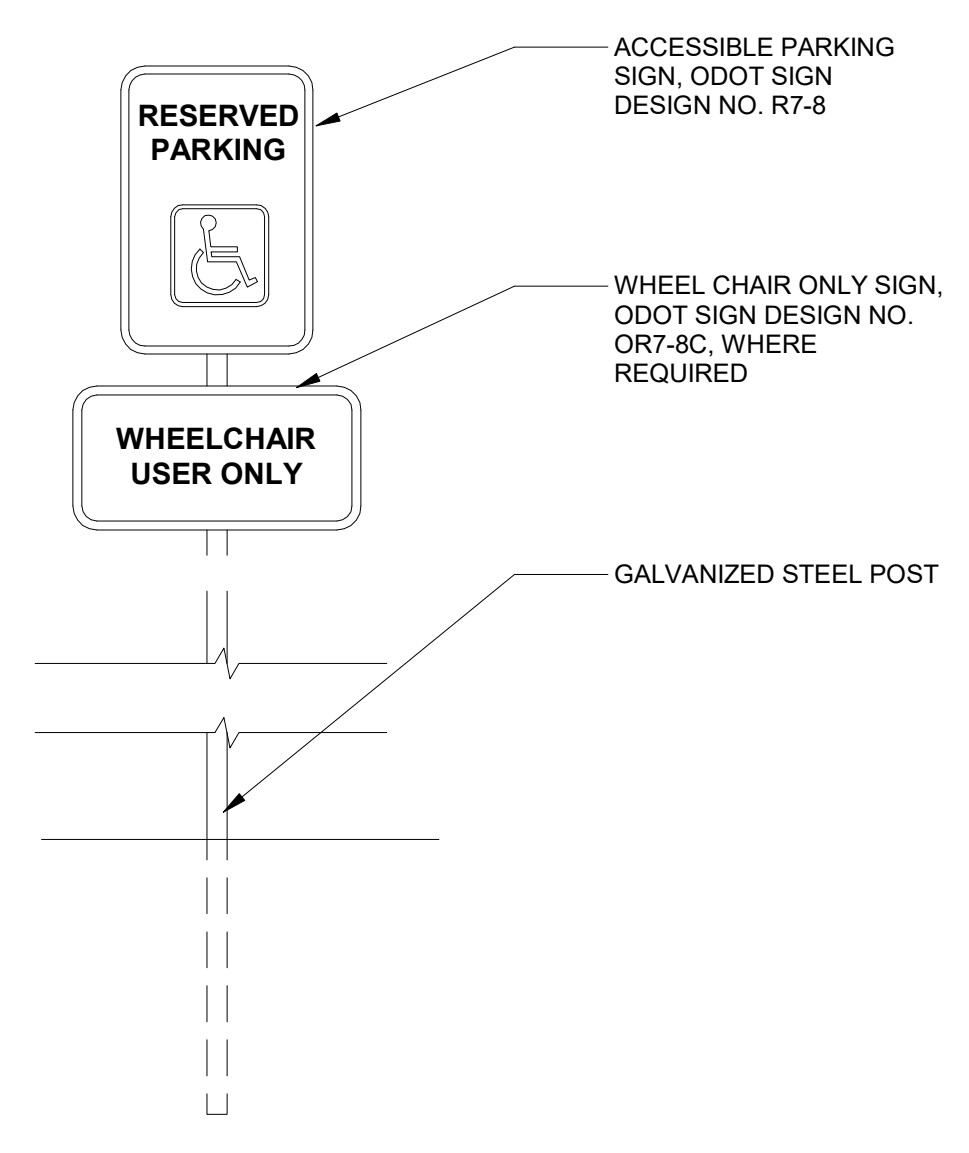 ACCESSIBLE PARKING
SIGN, ODOT SIGN
DESIGN NO. R7-8
RESERVED
PARKING
WHEEL CHAIR ONLY SIGN,
ODOT SIGN DESIGN NO.
OR7-8C, WHERE
REQUIRED
WHEELCHAIR
USER ONLY
GALVANIZED STEEL POST